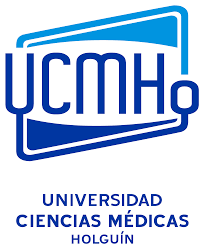 UCMHo
UNIVERSIDAD
CIENCIAS MÉDICAS
HOLGUÍN